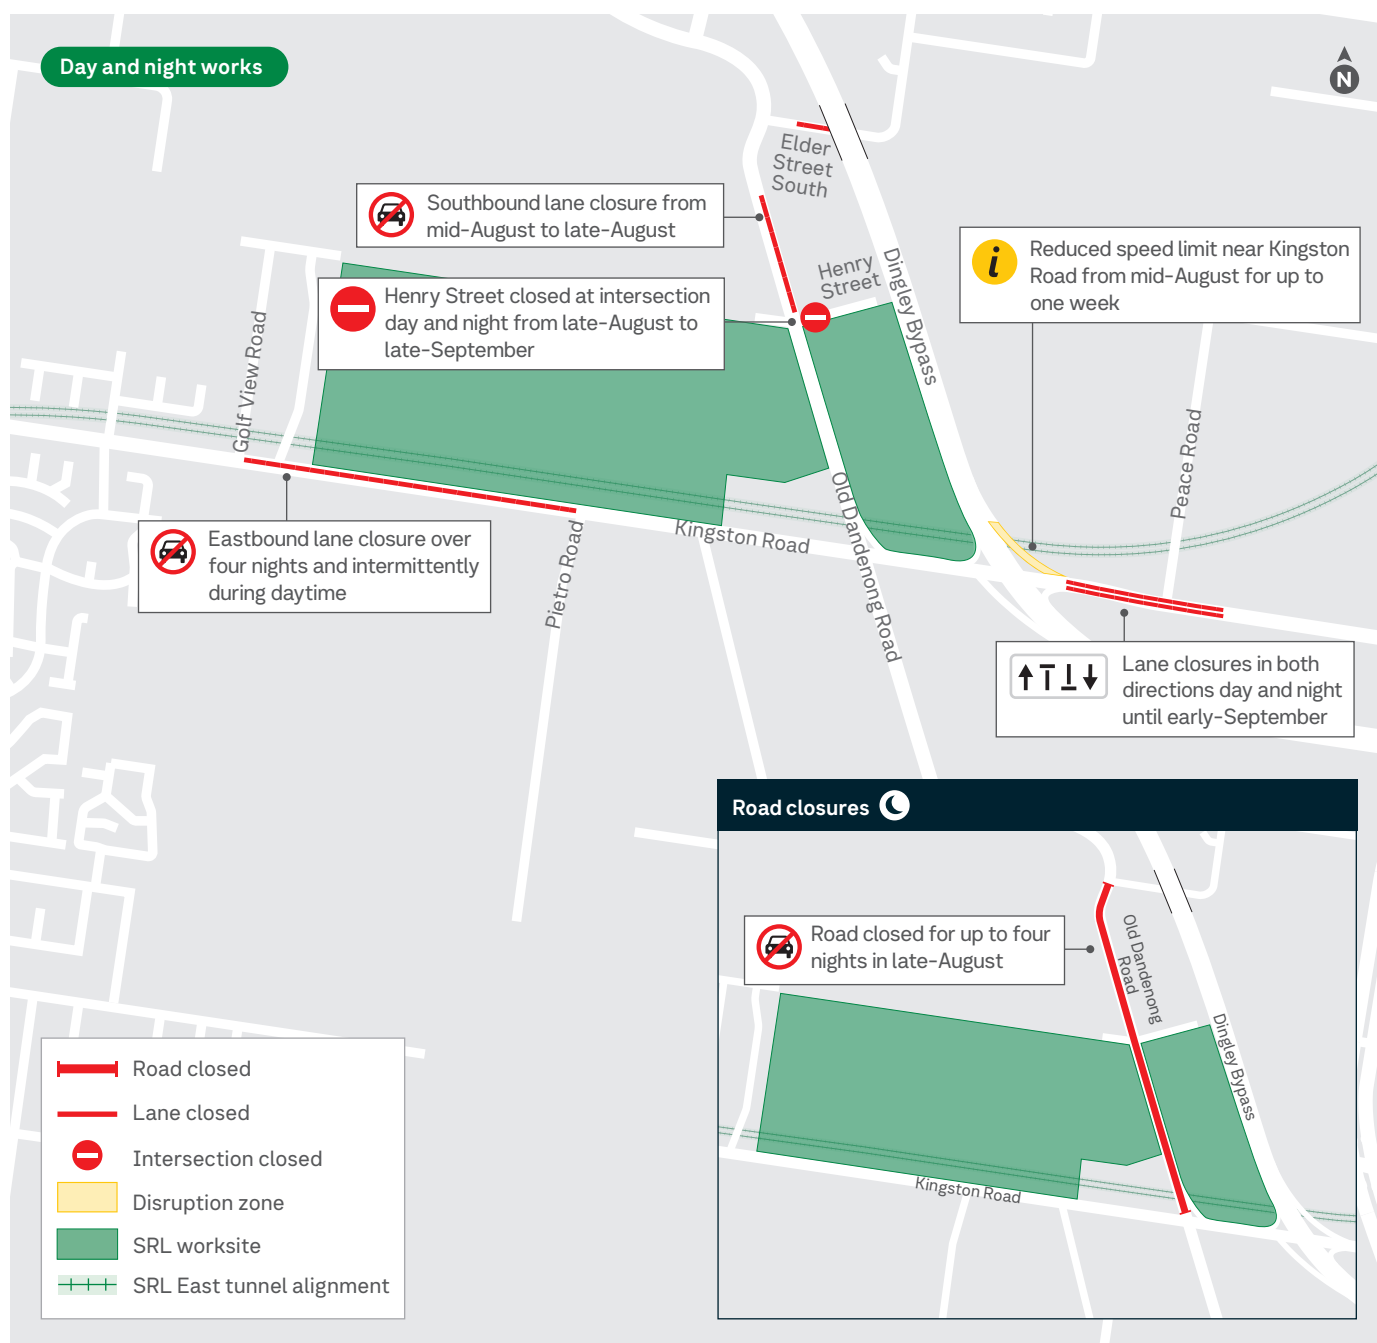 Day and night works
N
Elder
Street
South
Southbound lane closure from
mid-August to late-August
Henry
Street
Dingley Bypass
Reduced speed limit near Kingston
Road from mid-August for up to
one week
Henry Street closed at intersection
day and night from late-August to
late-September
Golf View Road
Peace Road
Old Dandenong Road
Kingston Road
Pietro Road
Eastbound lane closure over
four nights and intermittently
during daytime
Lane closures in both
directions day and night
until early-September
Road closures
Road closed for up to four
nights in late-August
Old Dandenong
Road
Dingley Bypass
Kingston Road
Road closed
Lane closed
Intersection closed
Disruption zone
SRL worksite
SRL East tunnel alignment